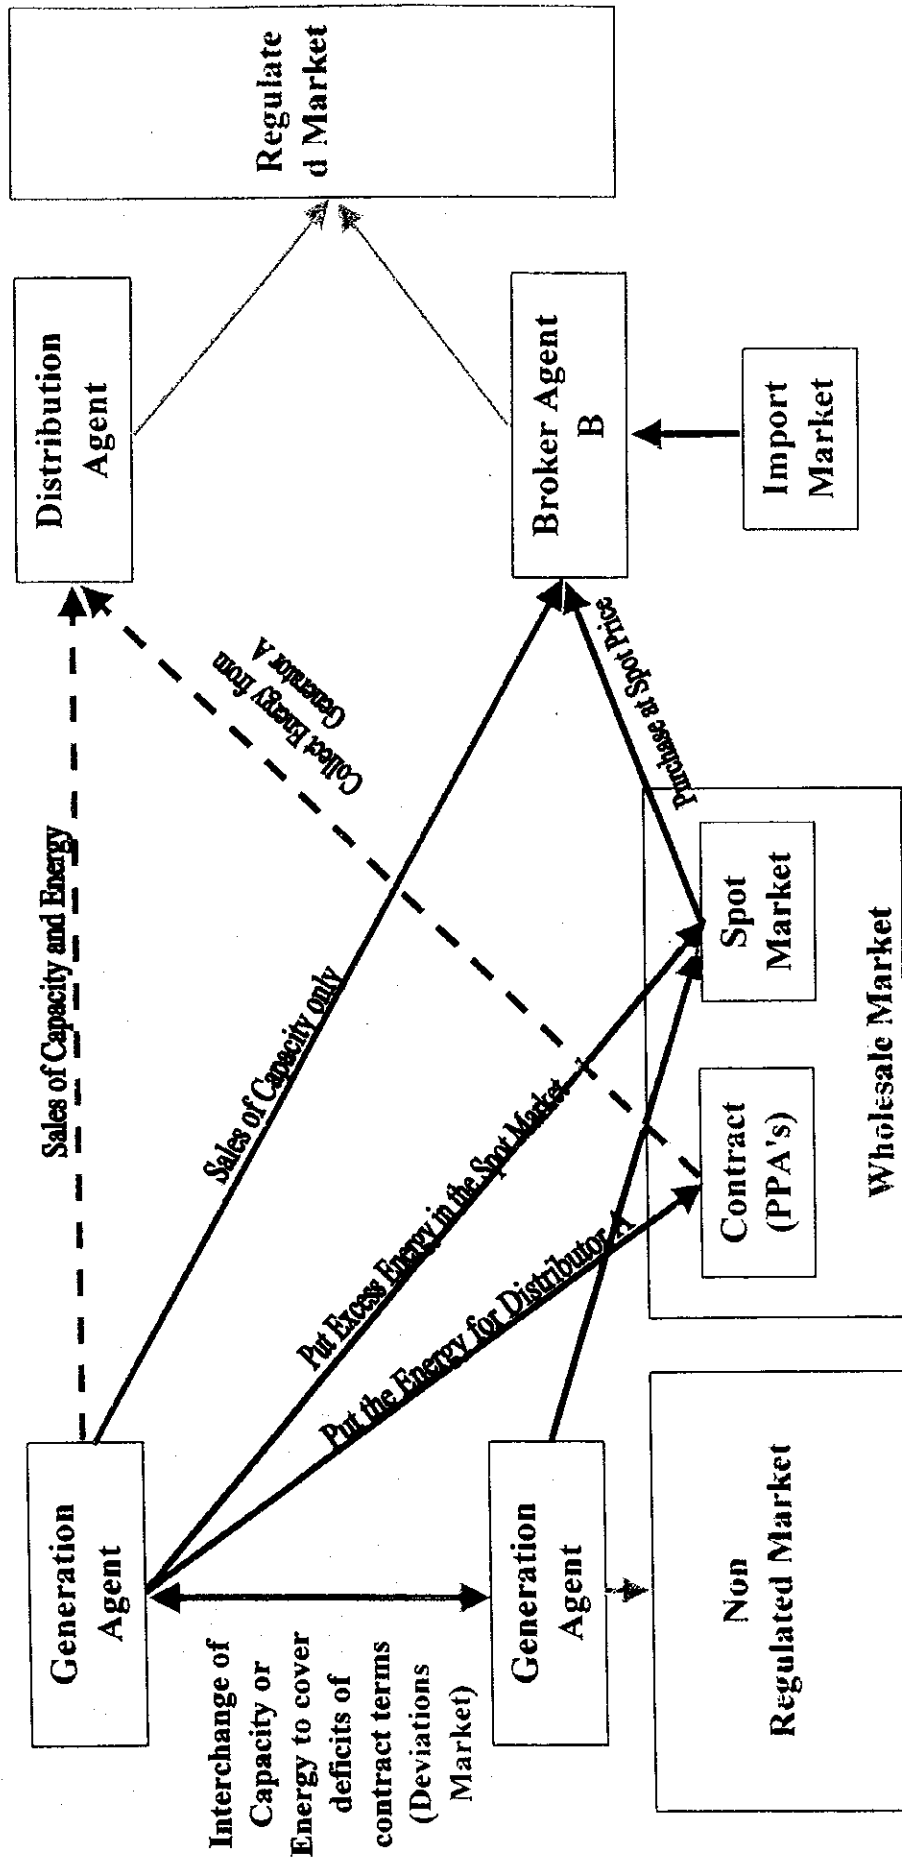 Generation
Agent
Sales of Capacity and Energy
Distribution
Agent
Regulate
d Market
Interchange of
Capacity or
Energy to cover
deficits of
contract terms
(Deviations
Market)
Sales of Capacity only
Collect Energy from
Generator A
Put Excess Energy in the Spot Market
Put the Energy for Distributor A
Purchase at Spot Price
Generation
Agent
Broker Agent
B
Non
Regulated Market
Contract
(PPA's)
Spot
Market
Wholesale Market
Import
Market